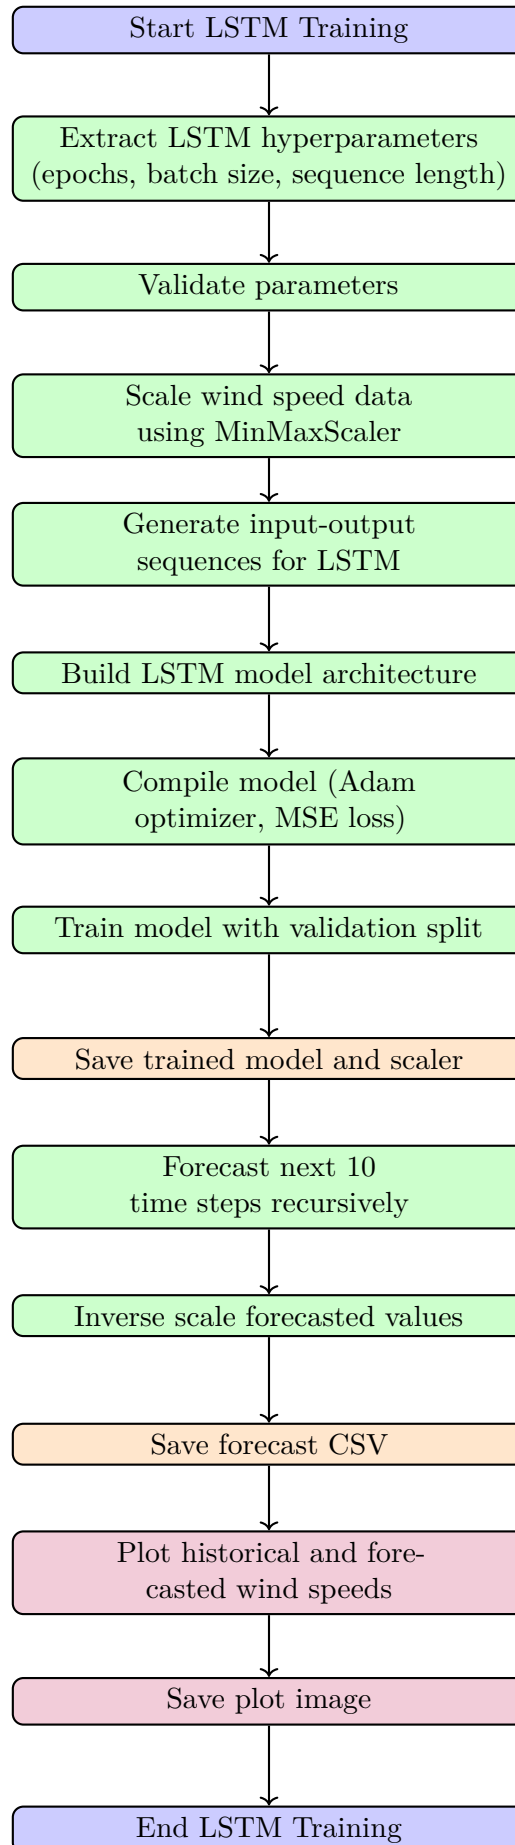 Start LSTM Training
Extract LSTM hyperparameters
(epochs, batch size, sequence length)
Validate parameters
Scale wind speed data
using MinMaxScaler
Generate input-output
sequences for LSTM
Build LSTM model architecture
Compile model (Adam
optimizer, MSE loss)
Train model with validation split
Save trained model and scaler
Forecast next 10
time steps recursively
Inverse scale forecasted values
Save forecast CSV
Plot historical and fore-
casted wind speeds
Save plot image
End LSTM Training